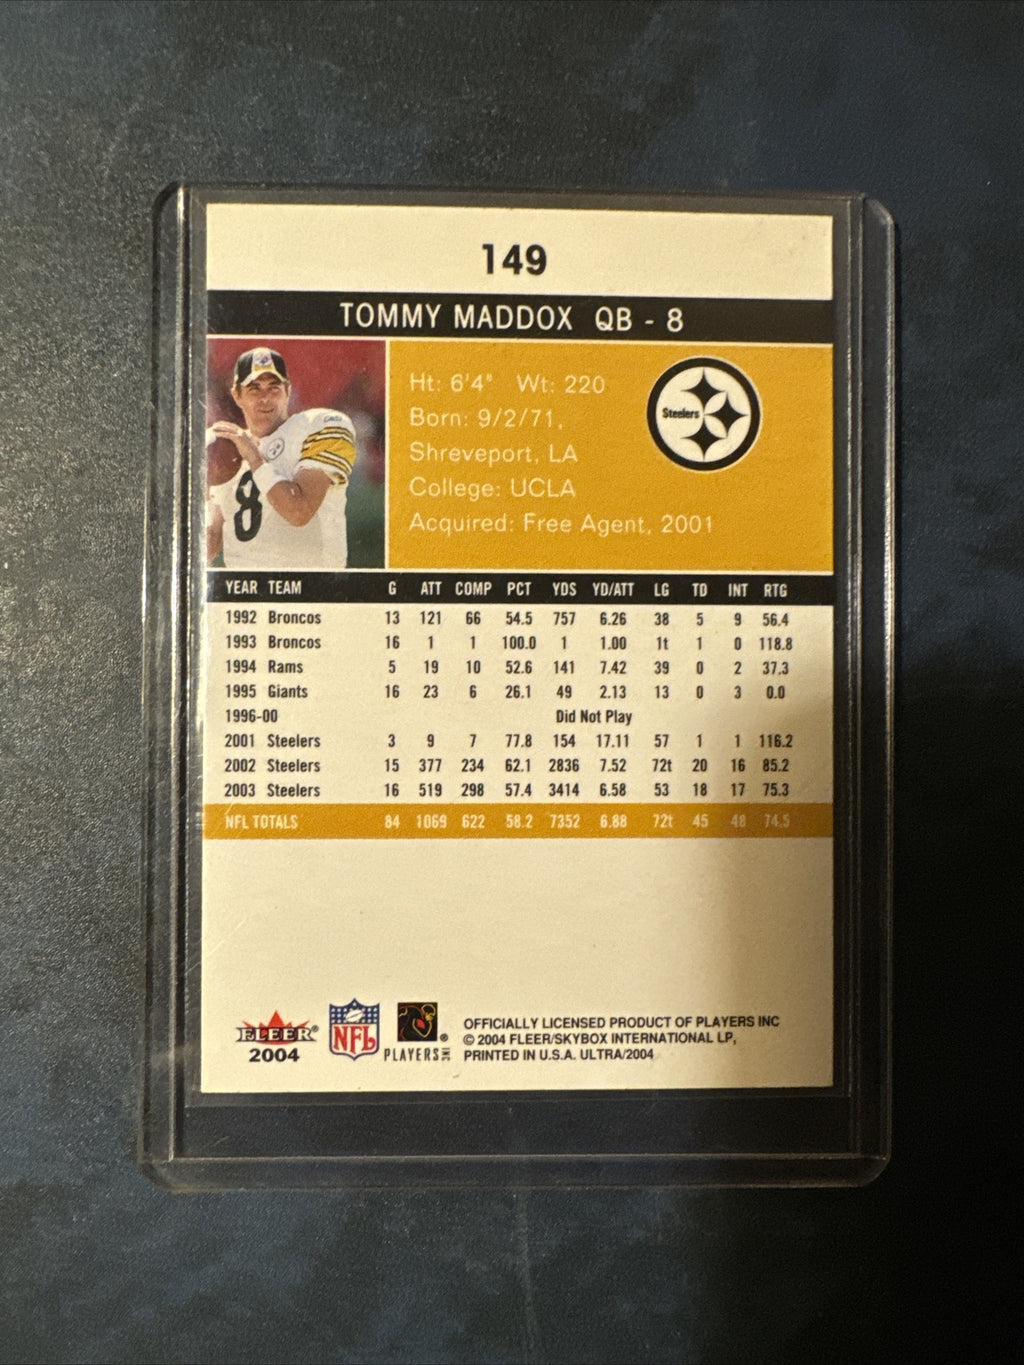 149
TOMMY MADDOX QB - 8
Ht: 6'4" Wt: 220
Born: 9/2/71,
Shreveport, LA
College: UCLA
Acquired: Free Agent, 2001
Steelers
8
YEAR TEAM G ATT COMP PCT YDS YD/ATT LG TD INT RTG
1992 Broncos 13 121 66 54.5 757 6.26 38 5 9 56.4
1993 Broncos 16 1 1 100.0 1 1.00 1t 1 0 118.8
1994 Rams 5 19 10 52.6 141 7.42 39 0 2 37.3
1995 Giants 16 23 6 26.1 49 2.13 13 0 3 0.0
1996-00 Did Not Play
2001 Steelers 3 9 7 77.8 154 17.11 57 1 1 116.2
2002 Steelers 15 377 234 62.1 2836 7.52 72t 20 16 85.2
2003 Steelers 16 519 298 57.4 3414 6.58 53 18 17 75.3
NFL TOTALS 84 1069 622 58.2 7352 6.88 72t 45 48 74.5
FLEER®
2004
NFL
PLAYERS INC ®
OFFICIALLY LICENSED PRODUCT OF PLAYERS INC
© 2004 FLEER/SKYBOX INTERNATIONAL LP,
PRINTED IN U.S.A. ULTRA/2004